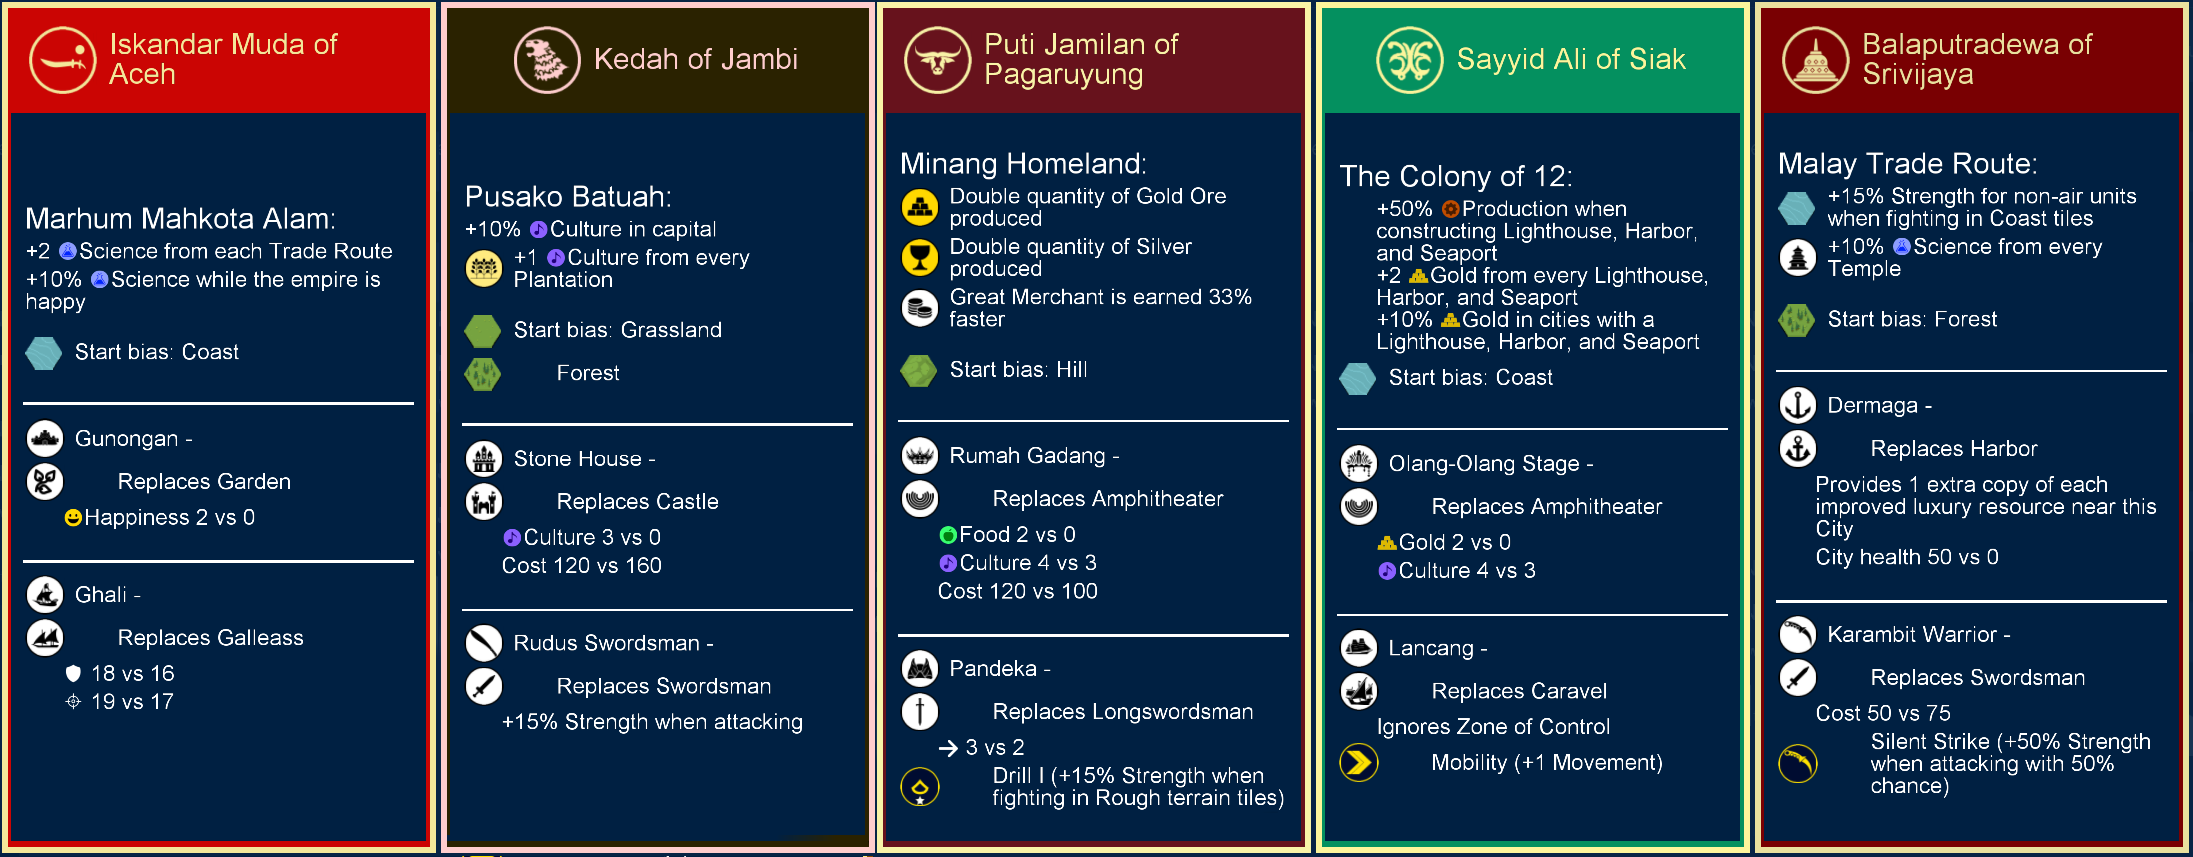 Iskandar Muda of
Aceh
Marhum Mahkota Alam:
+2 Science from each Trade Route
+10% Science while the empire is
happy
Start bias: Coast
Gunongan -
Replaces Garden
Happiness 2 vs 0
Ghali -
Replaces Galleass
18 vs 16
19 vs 17
Kedah of Jambi
Pusako Batuah:
+10% Culture in capital
+1 Culture from every
Plantation
Start bias: Grassland
Forest
Stone House -
Replaces Castle
Culture 3 vs 0
Cost 120 vs 160
Rudus Swordsman -
Replaces Swordsman
+15% Strength when attacking
Puti Jamilan of
Pagaruyung
Minang Homeland:
Double quantity of Gold Ore
produced
Double quantity of Silver
produced
Great Merchant is earned 33%
faster
Start bias: Hill
Rumah Gadang -
Replaces Amphitheater
Food 2 vs 0
Culture 4 vs 3
Cost 120 vs 100
Pandeka -
Replaces Longswordsman
3 vs 2
Drill I (+15% Strength when
fighting in Rough terrain tiles)
Sayyid Ali of Siak
The Colony of 12:
+50% Production when
constructing Lighthouse, Harbor,
and Seaport
+2 Gold from every Lighthouse,
Harbor, and Seaport
+10% Gold in cities with a
Lighthouse, Harbor, and Seaport
Start bias: Coast
Olang-Olang Stage -
Replaces Amphitheater
Gold 2 vs 0
Culture 4 vs 3
Lancang -
Replaces Caravel
Ignores Zone of Control
Mobility (+1 Movement)
Balaputradewa of
Srivijaya
Malay Trade Route:
+15% Strength for non-air units
when fighting in Coast tiles
+10% Science from every
Temple
Start bias: Forest
Dermaga -
Replaces Harbor
Provides 1 extra copy of each
improved luxury resource near this
City
City health 50 vs 0
Karambit Warrior -
Replaces Swordsman
Cost 50 vs 75
Silent Strike (+50% Strength
when attacking with 50%
chance)